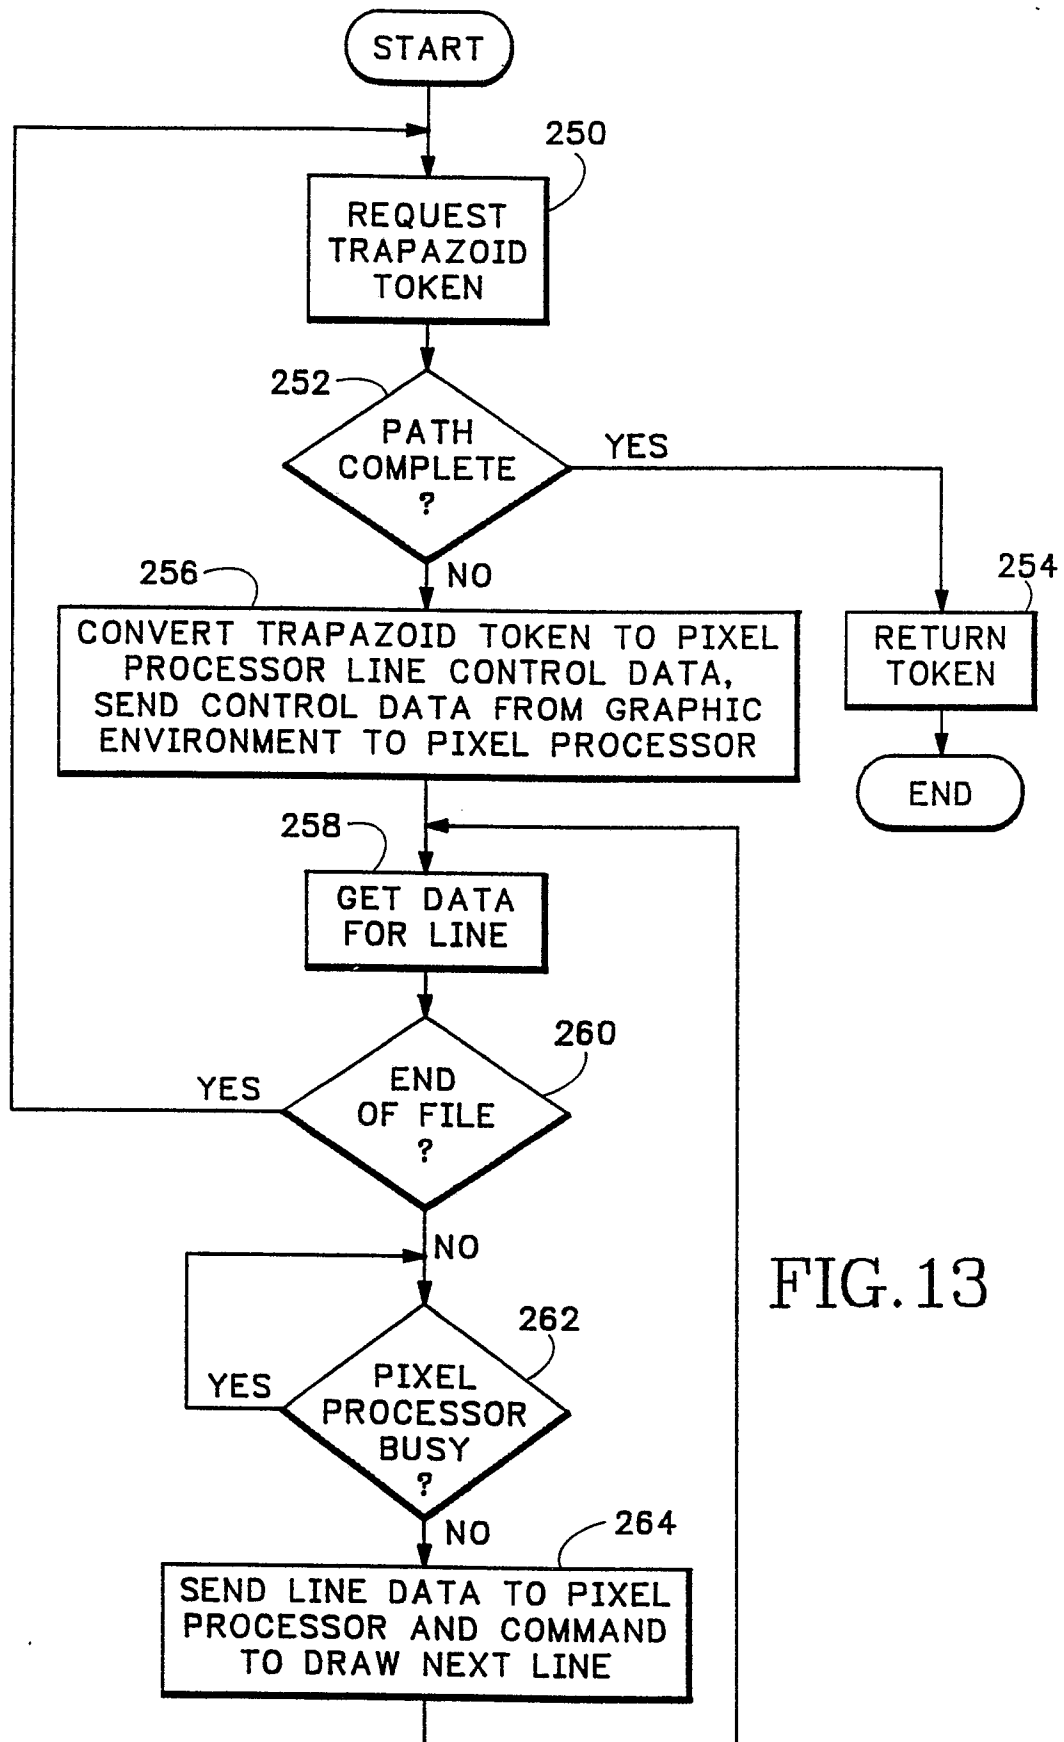 START
250
REQUEST
TRAPAZOID
TOKEN
252
PATH
COMPLETE
?
YES
NO
256
254
CONVERT TRAPAZOID TOKEN TO PIXEL
PROCESSOR LINE CONTROL DATA,
SEND CONTROL DATA FROM GRAPHIC
ENVIRONMENT TO PIXEL PROCESSOR
RETURN
TOKEN
END
258
GET DATA
FOR LINE
260
YES
END
OF FILE
?
NO
FIG.13
262
YES
PIXEL
PROCESSOR
BUSY
?
NO
264
SEND LINE DATA TO PIXEL
PROCESSOR AND COMMAND
TO DRAW NEXT LINE